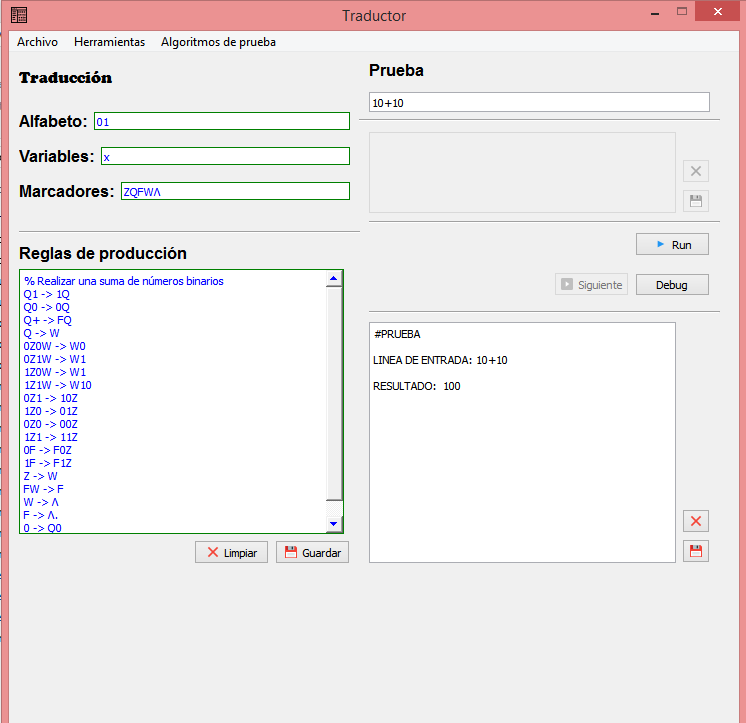 Traductor
Archivo Herramientas Algoritmos de prueba
Traducción
Alfabeto: 01
Variables: x
Marcadores: ZQFWΛ
Reglas de producción
% Realizar una suma de números binarios
Q1 -> 1Q
Q0 -> 0Q
Q+ -> FQ
Q -> W
0Z0W -> W0
0Z1W -> W1
1Z0W -> W1
1Z1W -> W10
0Z1 -> 10Z
1Z0 -> 01Z
0Z0 -> 00Z
1Z1 -> 11Z
0F -> F0Z
1F -> F1Z
Z -> W
FW -> F
W -> Λ
F -> Λ.
0 -> Q0
Limpiar Guardar
Prueba
10+10
Run
Siguiente Debug
#PRUEBA
LINEA DE ENTRADA: 10+10
RESULTADO: 100